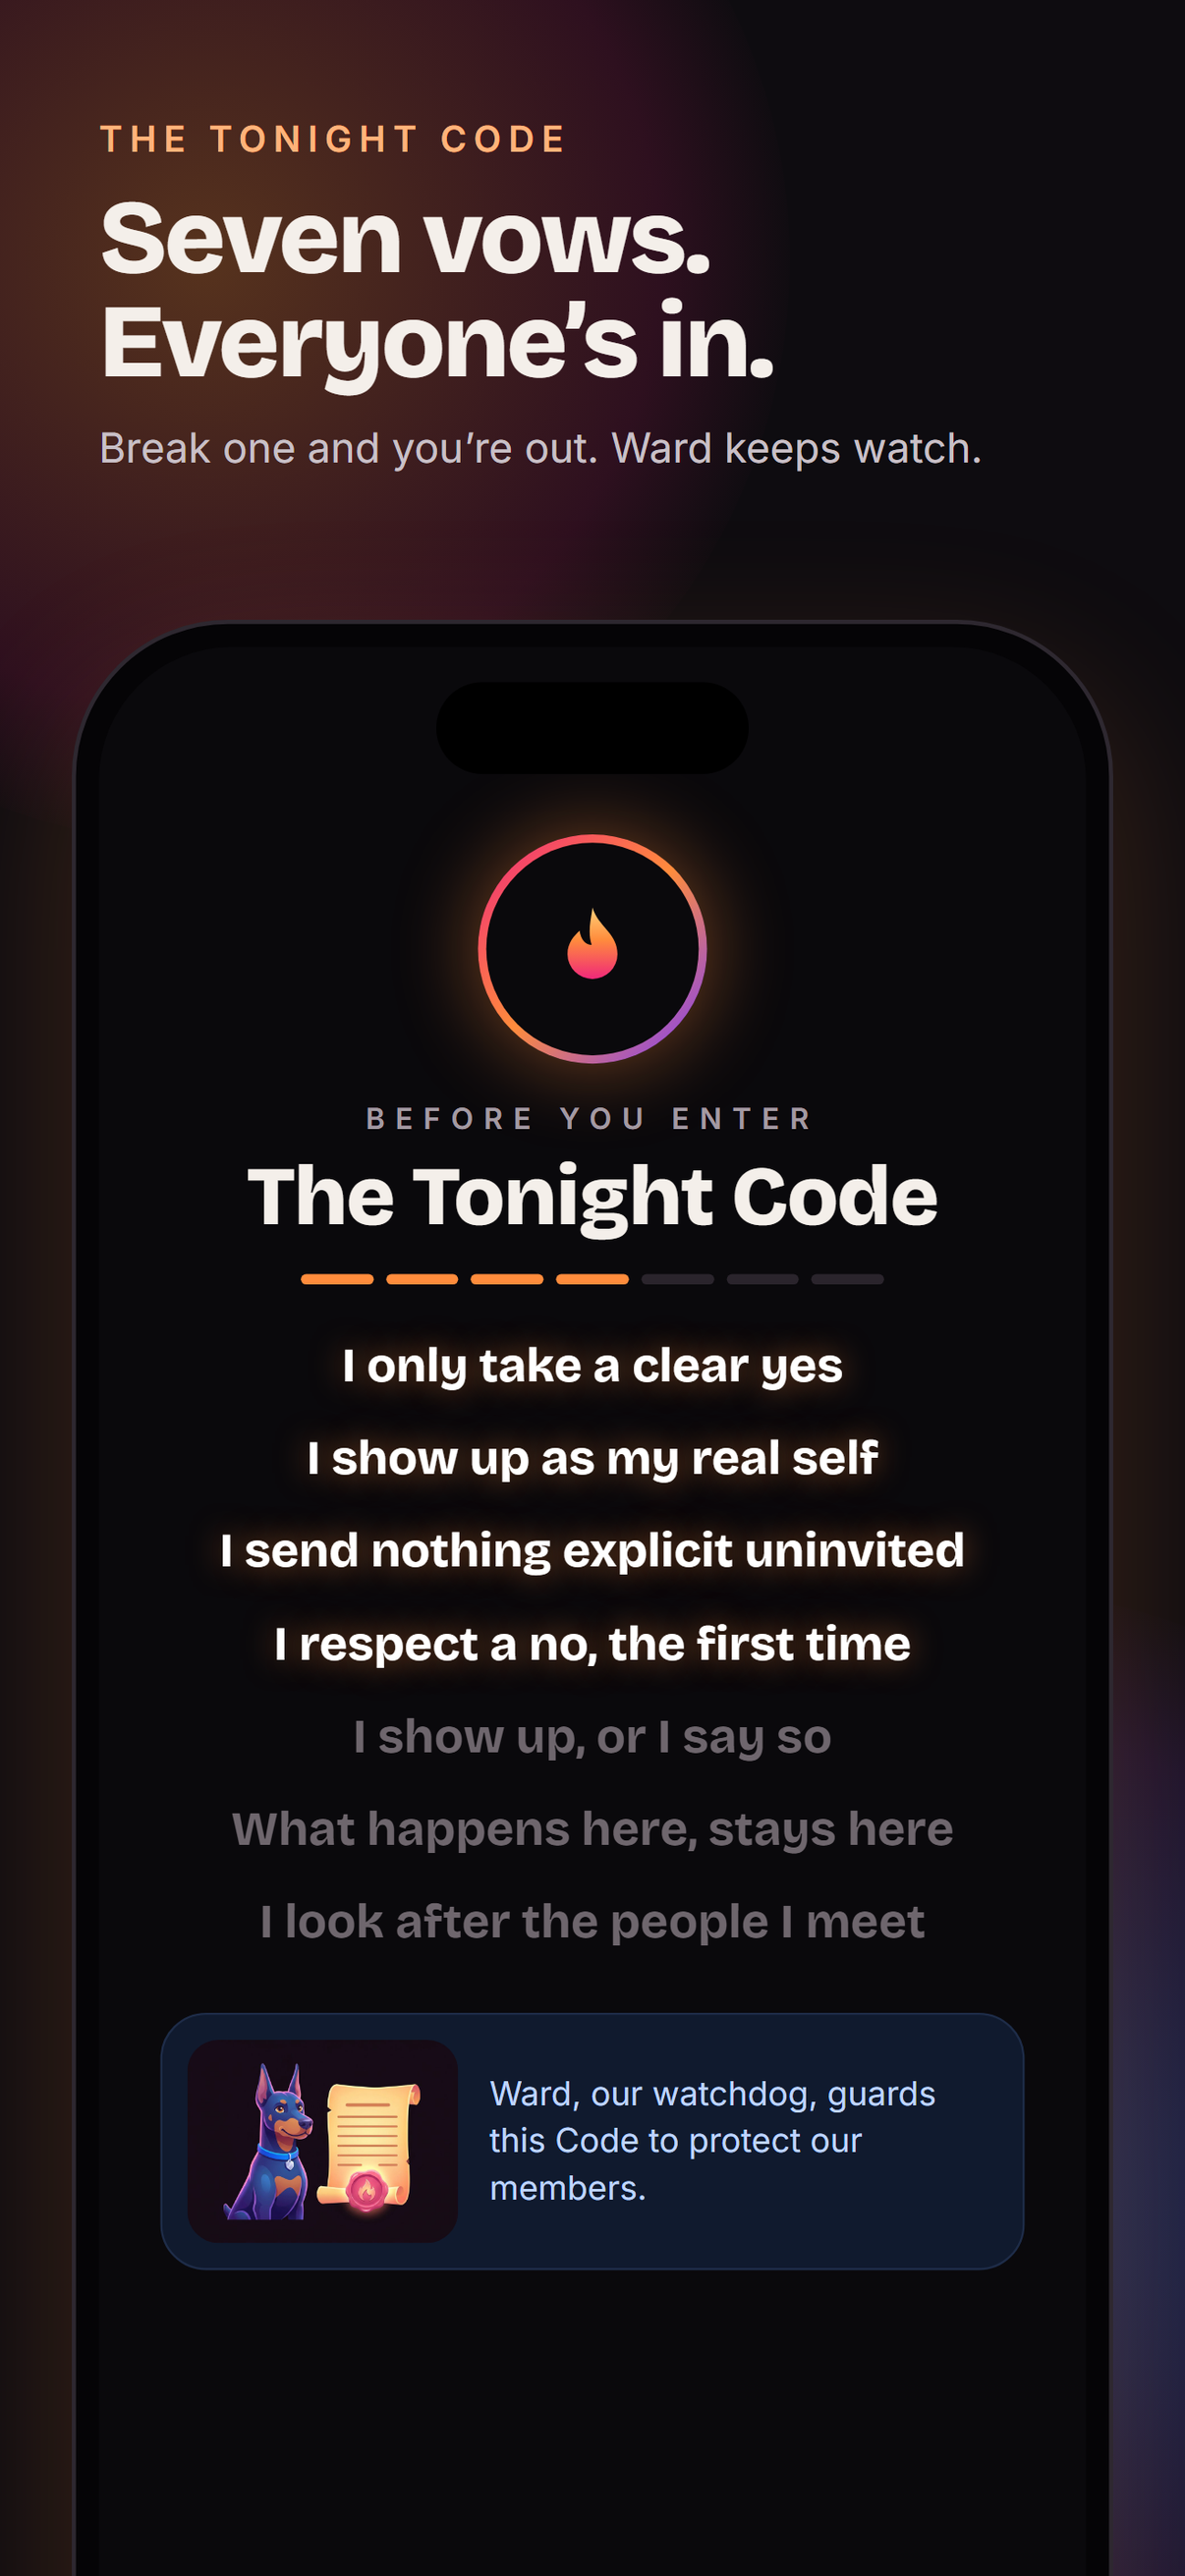 THE TONIGHT CODE
Seven vows.
Everyone’s in.
Break one and you’re out. Ward keeps watch.
BEFORE YOU ENTER
The Tonight Code
I only take a clear yes
I show up as my real self
I send nothing explicit uninvited
I respect a no, the first time
I show up, or I say so
What happens here, stays here
I look after the people I meet
Ward, our watchdog, guards
this Code to protect our
members.